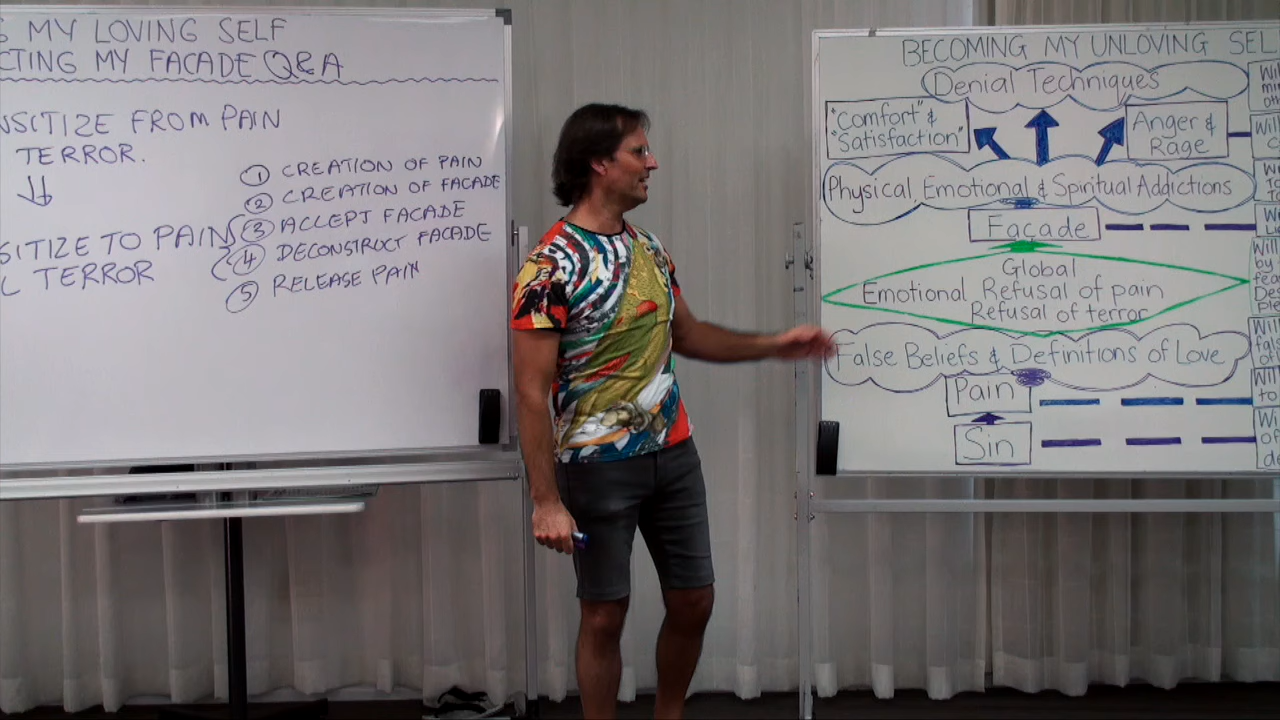 MY LOVING SELF
CTING MY FACADE Q&A
NSITIZE FROM PAIN
TERROR.
① CREATION OF PAIN
② CREATION OF FACADE
③ ACCEPT FACADE
④ DECONSTRUCT FACADE
⑤ RELEASE PAIN
SITIZE TO PAIN
TERROR
BECOMING MY UNLOVING SEL
Denial Techniques
"Comfort" &
"Satisfaction"
Anger &
Rage
Physical, Emotional & Spiritual Addictions
Façade
Global
Emotional Refusal of pain
Refusal of terror
False Beliefs & Definitions of Love
Pain
Sin